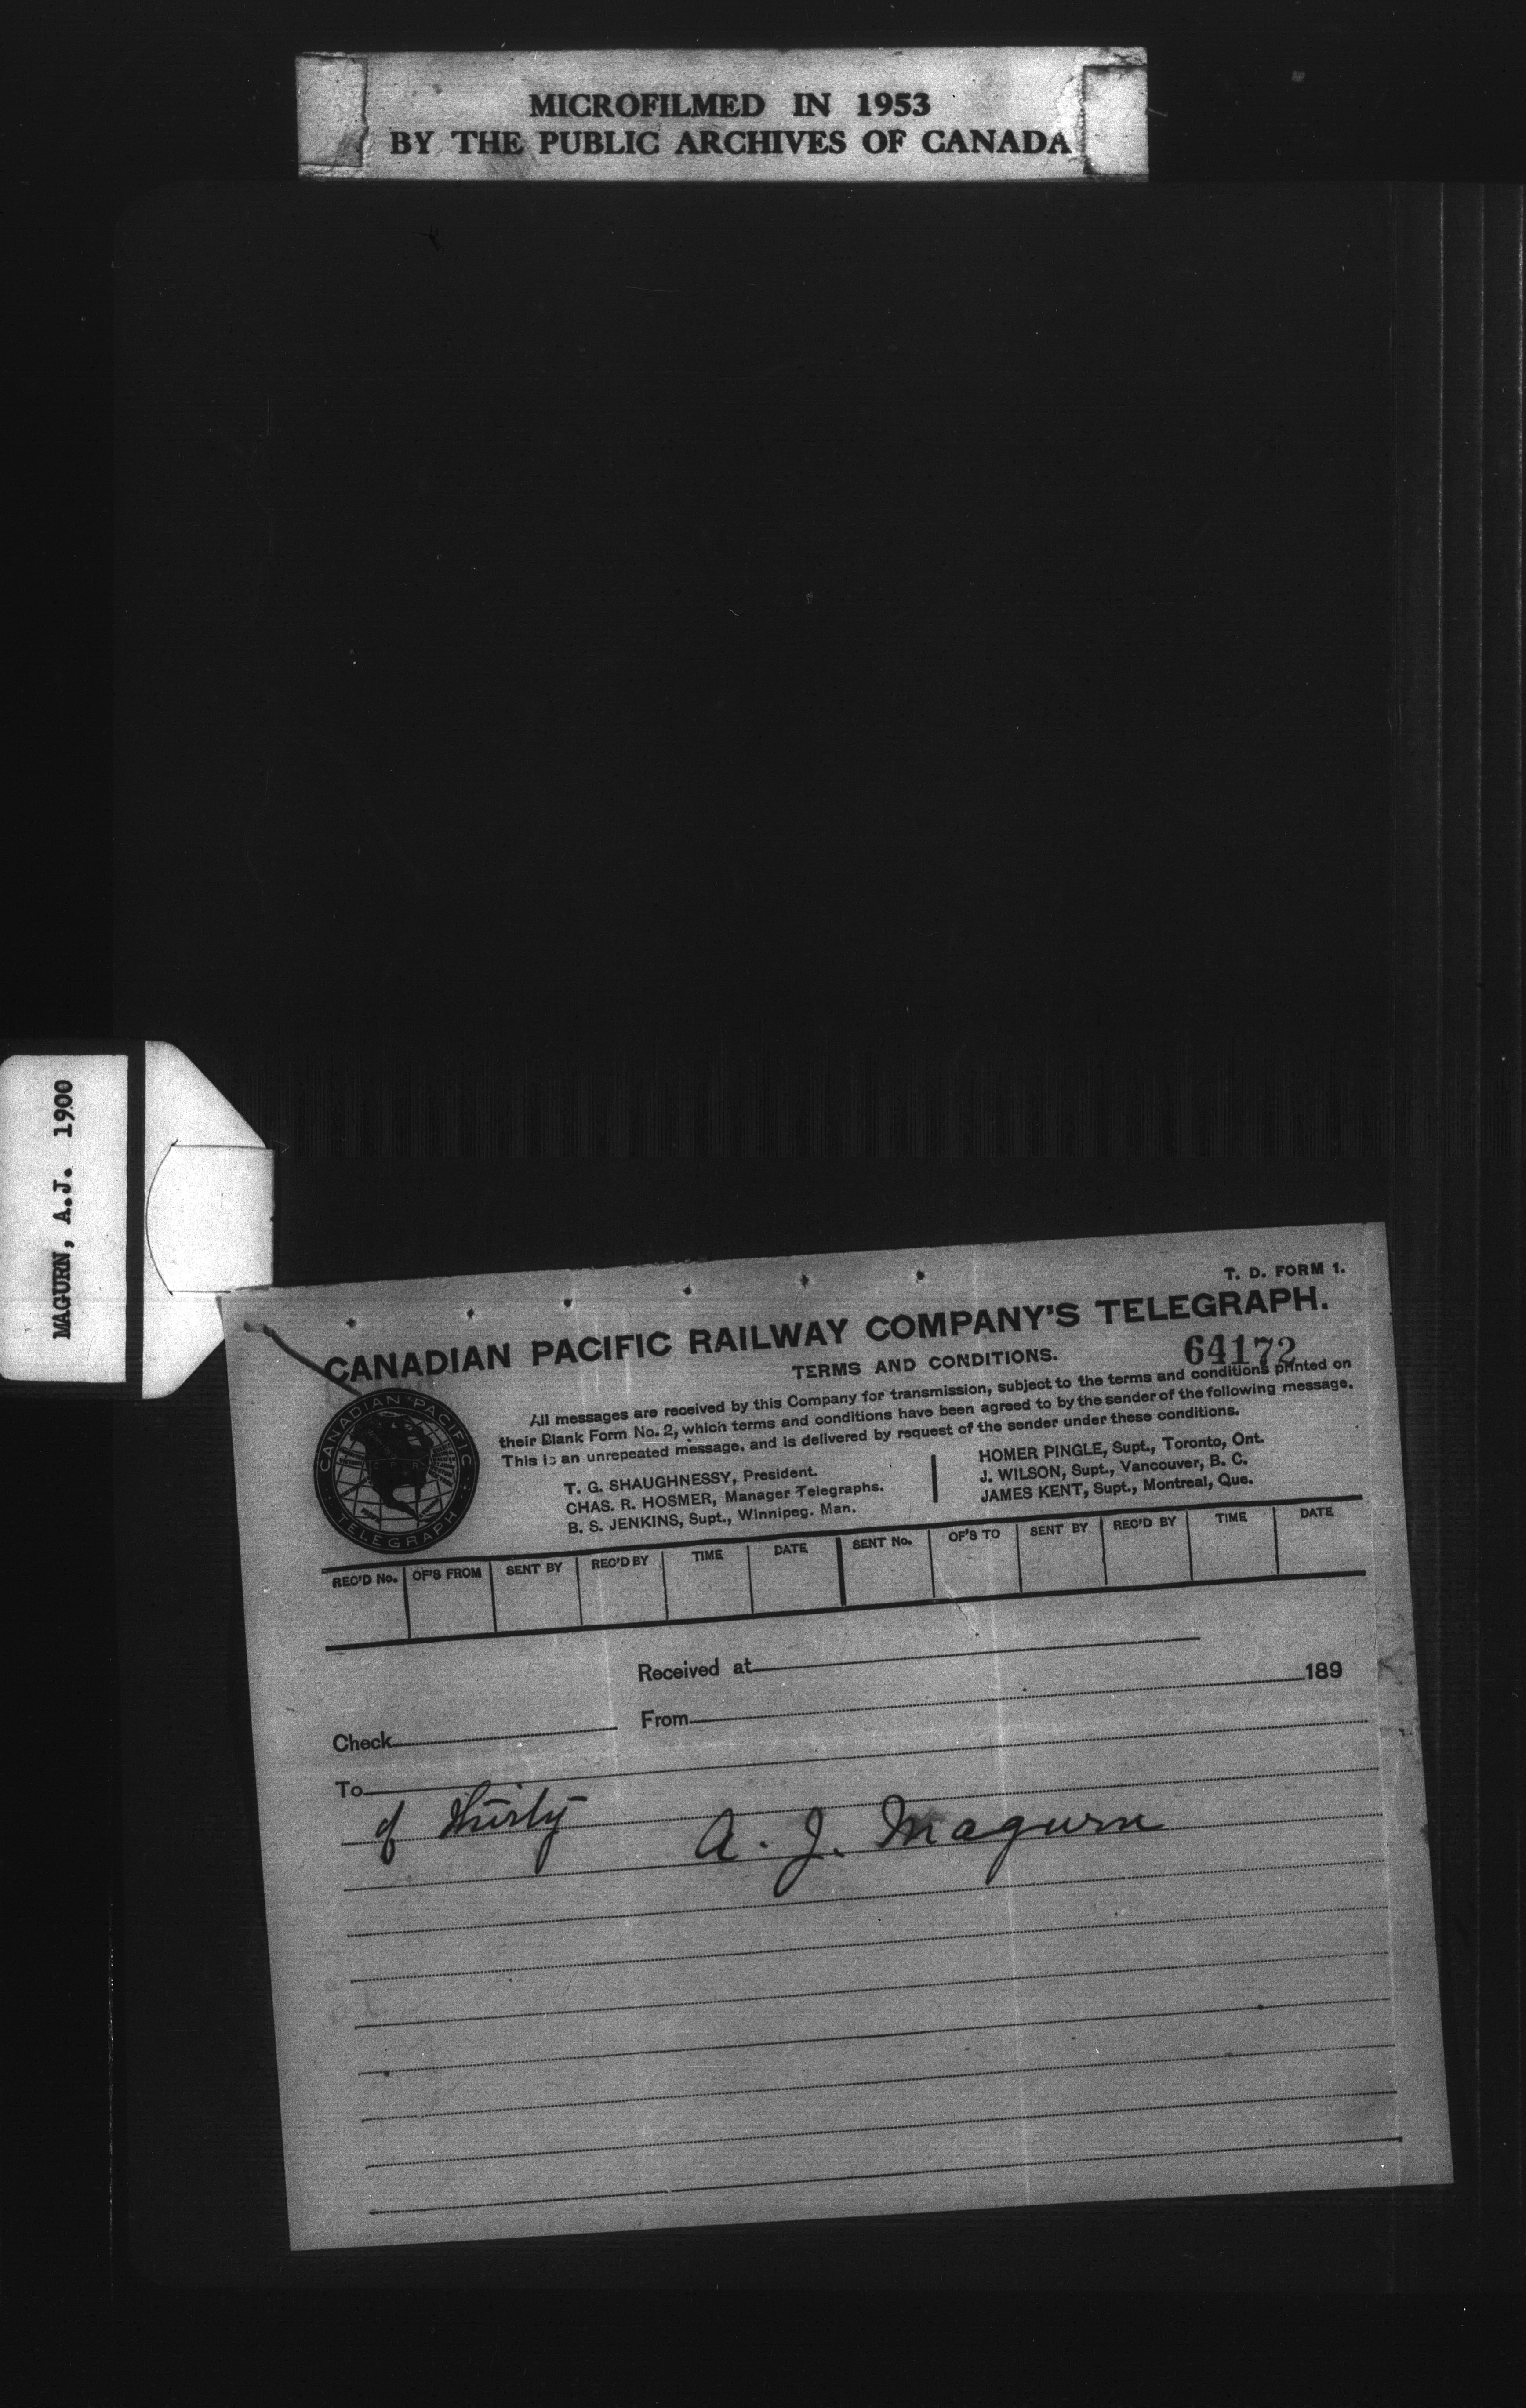 MICROFILMED IN 1953
BY THE PUBLIC ARCHIVES OF CANADA
MAGURN, A.J. 1900
T. D. FORM 1.
CANADIAN PACIFIC RAILWAY COMPANY'S TELEGRAPH.
64172
TERMS AND CONDITIONS.
All messages are received by this Company for transmission, subject to the terms and conditions printed on
their Blank Form No. 2, which terms and conditions have been agreed to by the sender of the following message.
This is an unrepeated message, and is delivered by request of the sender under these conditions.
CANADIAN PACIFIC
TELEGRAPH
T. G. SHAUGHNESSY, President.
CHAS. R. HOSMER, Manager Telegraphs.
B. S. JENKINS, Supt., Winnipeg. Man.
HOMER PINGLE, Supt., Toronto, Ont.
J. WILSON, Supt., Vancouver, B. C.
JAMES KENT, Supt., Montreal, Que.
REC'D No. OF'S FROM SENT BY REC'D BY TIME DATE SENT No. OF'S TO SENT BY REC'D BY TIME DATE
Received at
189
From
Check
To
of thirty
A. J. Magurn